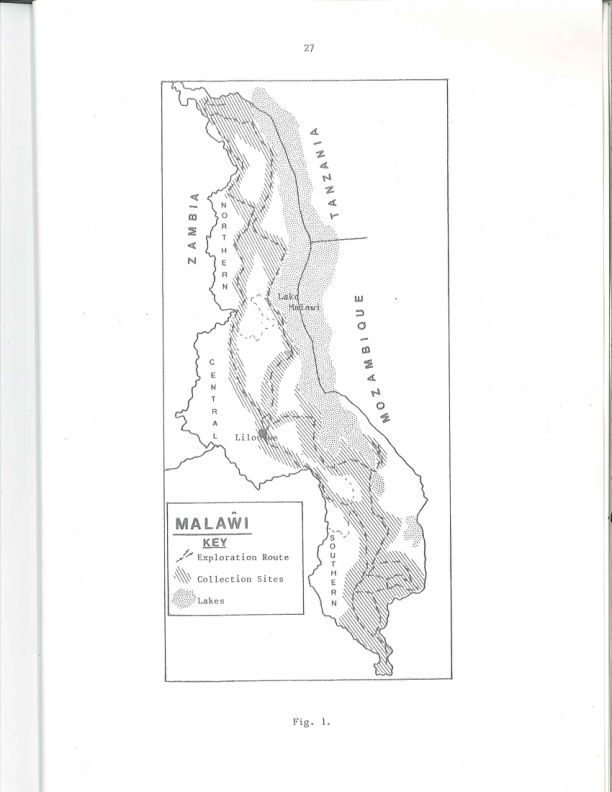 27
TANZANIA
ZAMBIA
NORTHERN
Lake
Malawi
MOZAMBIQUE
CENTRAL
Lilongwe
MALAŴI
KEY
Exploration Route
Collection Sites
Lakes
SOUTHERN
Fig. 1.